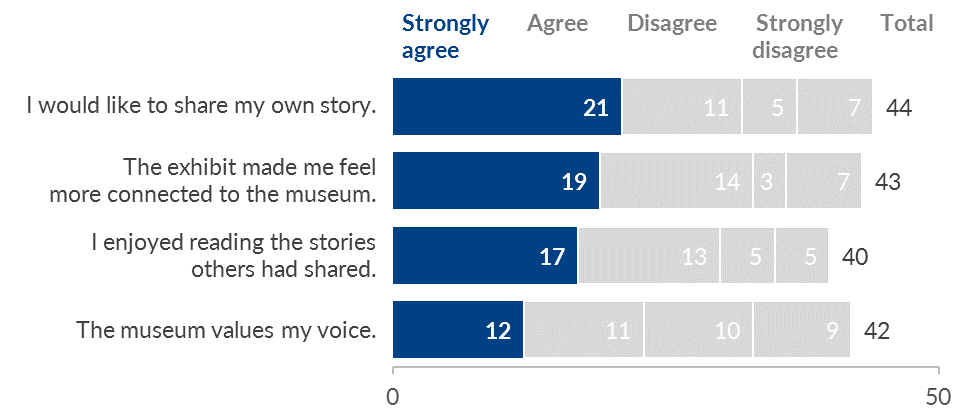 Strongly agree Agree Disagree Strongly disagree Total
I would like to share my own story. 21 11 5 7 44
The exhibit made me feel
more connected to the museum. 19 14 3 7 43
I enjoyed reading the stories
others had shared. 17 13 5 5 40
The museum values my voice. 12 11 10 9 42
0 50